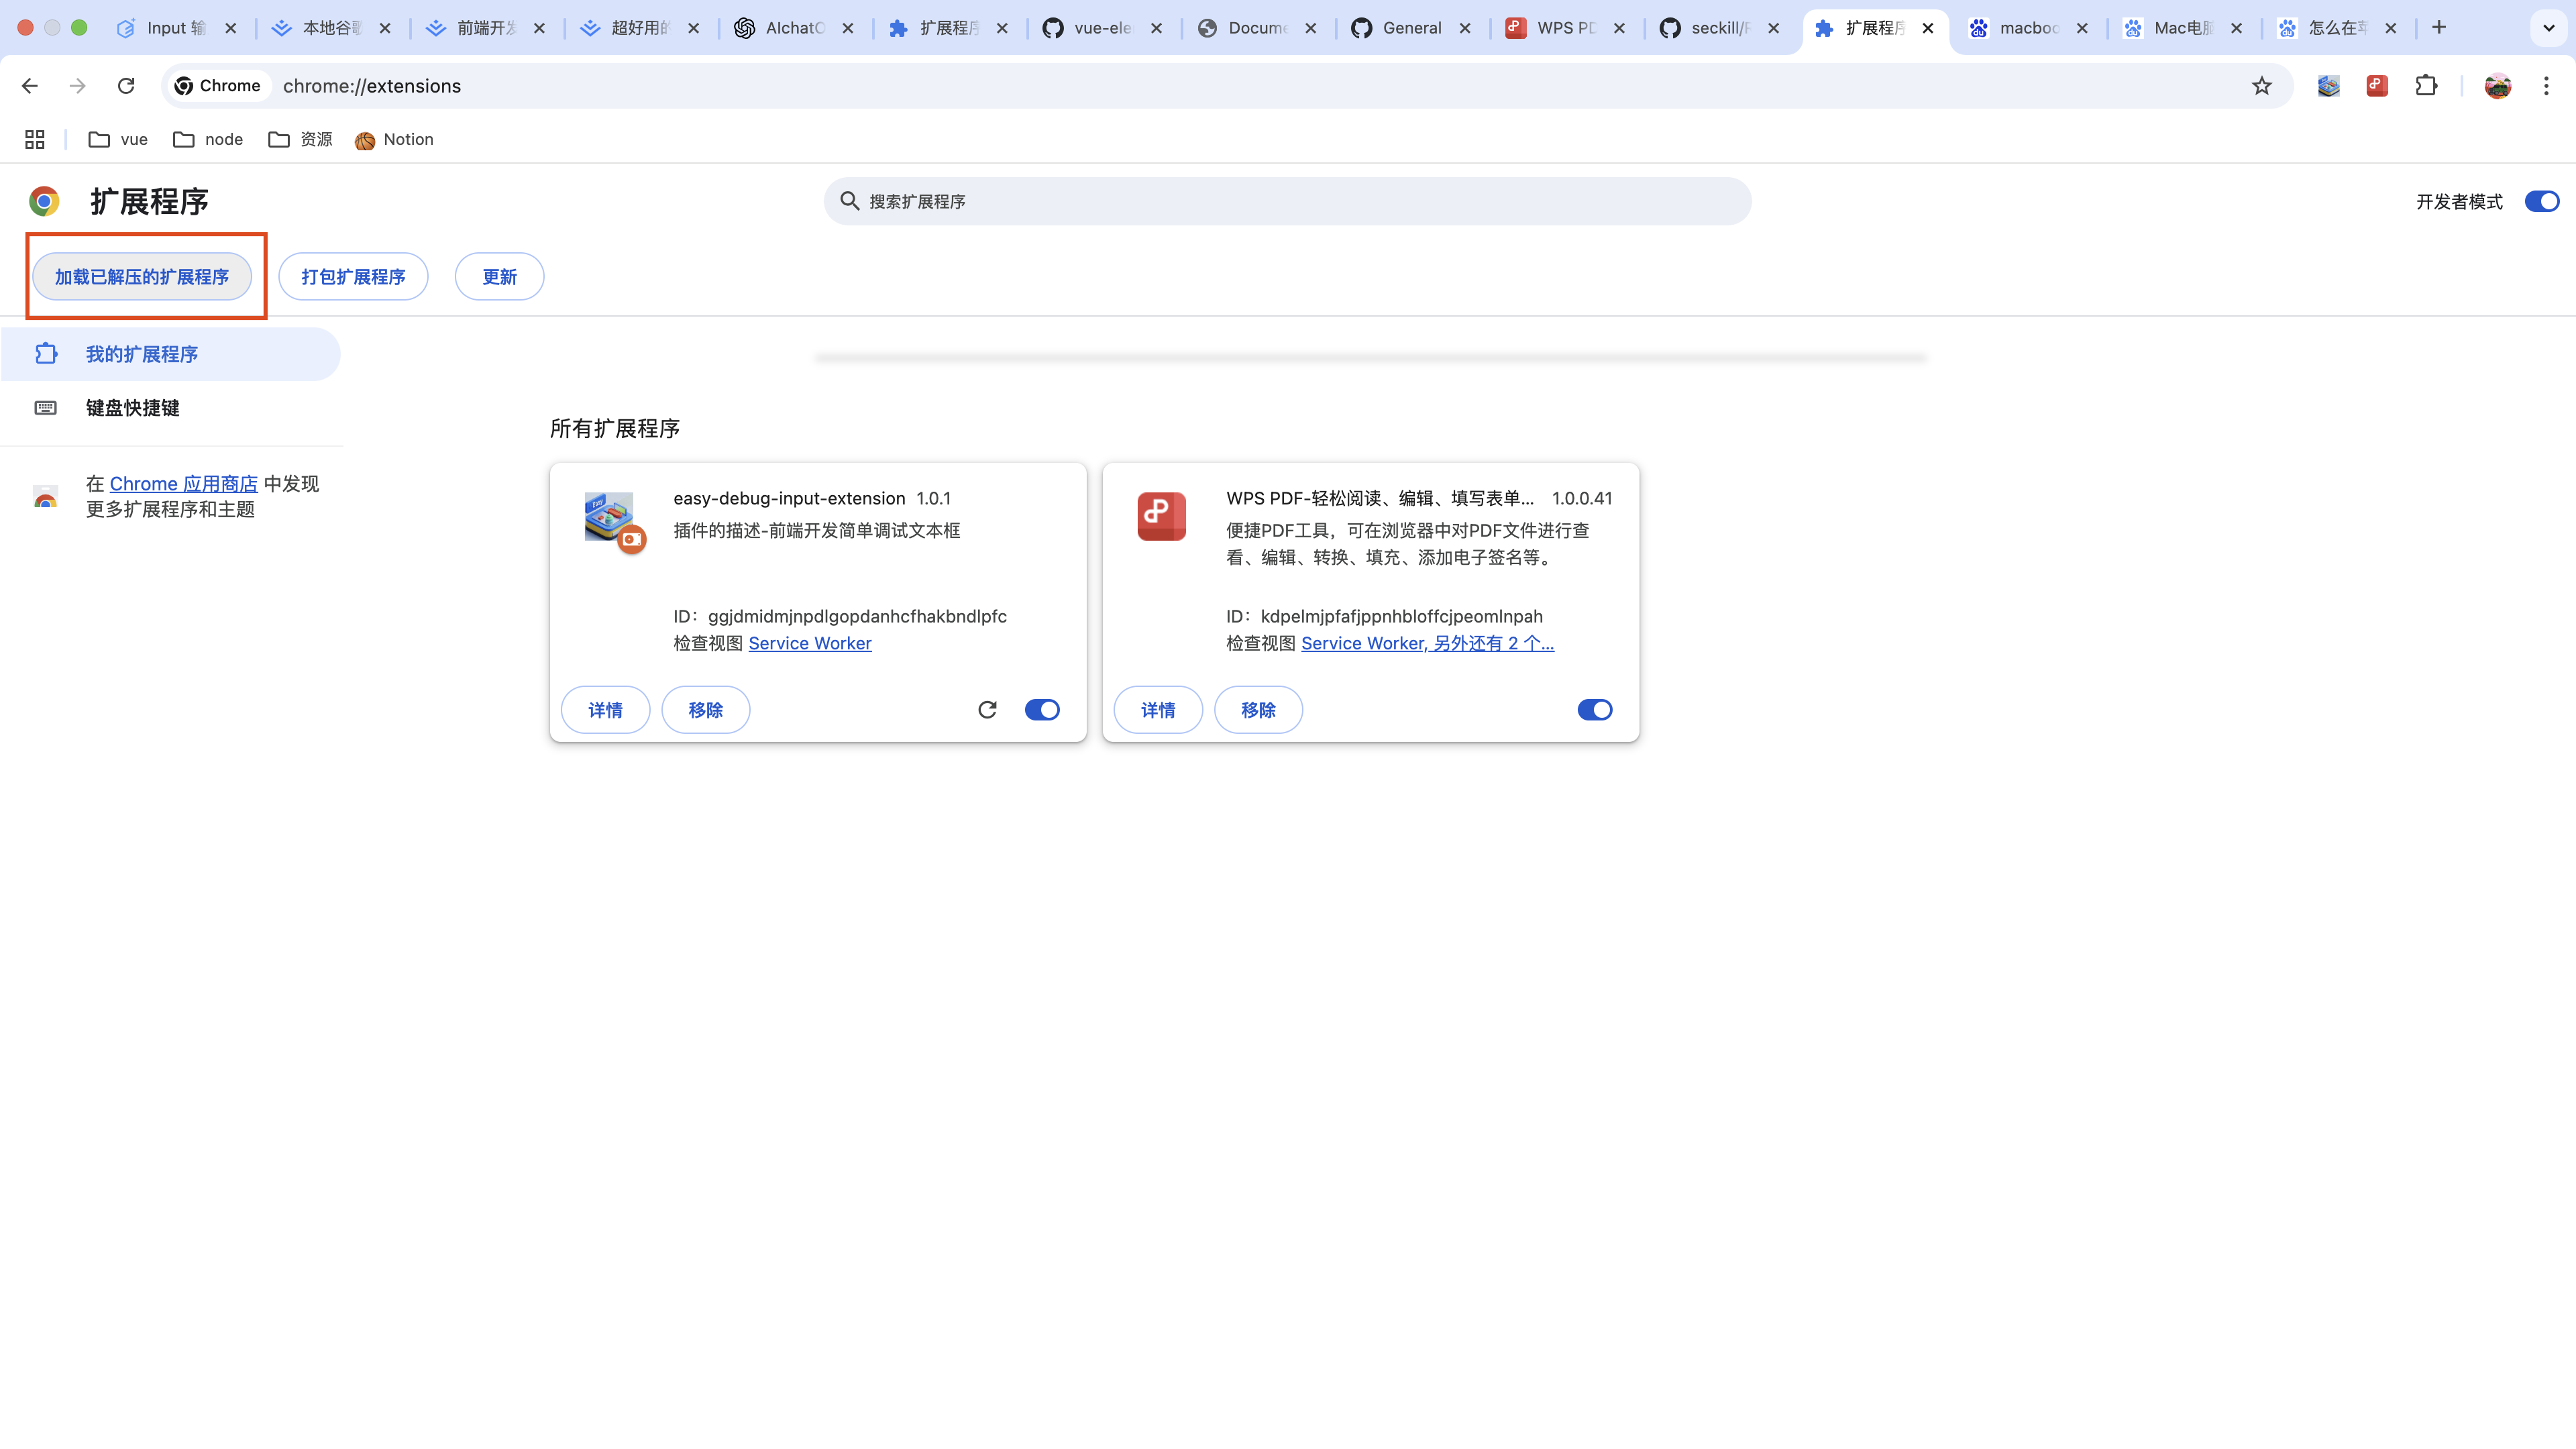 Input 输
本地谷歌
前端开发
超好用的
AIchatO
扩展程序
vue-ele
Docume
General
WPS PD
seckill/R
扩展程序
macboo
Mac电脑
怎么在苹
Chrome
chrome://extensions
vue
node
资源
Notion
扩展程序
搜索扩展程序
开发者模式
加载已解压的扩展程序
打包扩展程序
更新
我的扩展程序
键盘快捷键
在 Chrome 应用商店 中发现
更多扩展程序和主题
所有扩展程序
easy-debug-input-extension 1.0.1
插件的描述-前端开发简单调试文本框
ID：ggjdmidmjnpdlgopdanhcfhakbndlpfc
检查视图 Service Worker
详情
移除
WPS PDF-轻松阅读、编辑、填写表单... 1.0.0.41
便捷PDF工具，可在浏览器中对PDF文件进行查
看、编辑、转换、填充、添加电子签名等。
ID：kdpelmjpfafjppnhbloffcjpeomlnpah
检查视图 Service Worker, 另外还有 2 个...
详情
移除